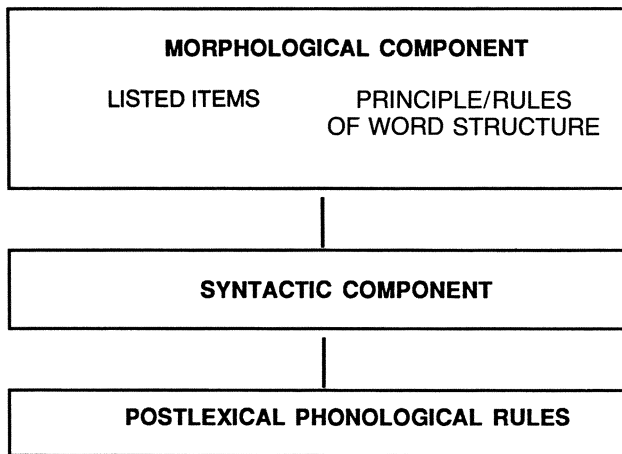 MORPHOLOGICAL COMPONENT
LISTED ITEMS PRINCIPLE/RULES
OF WORD STRUCTURE
SYNTACTIC COMPONENT
POSTLEXICAL PHONOLOGICAL RULES